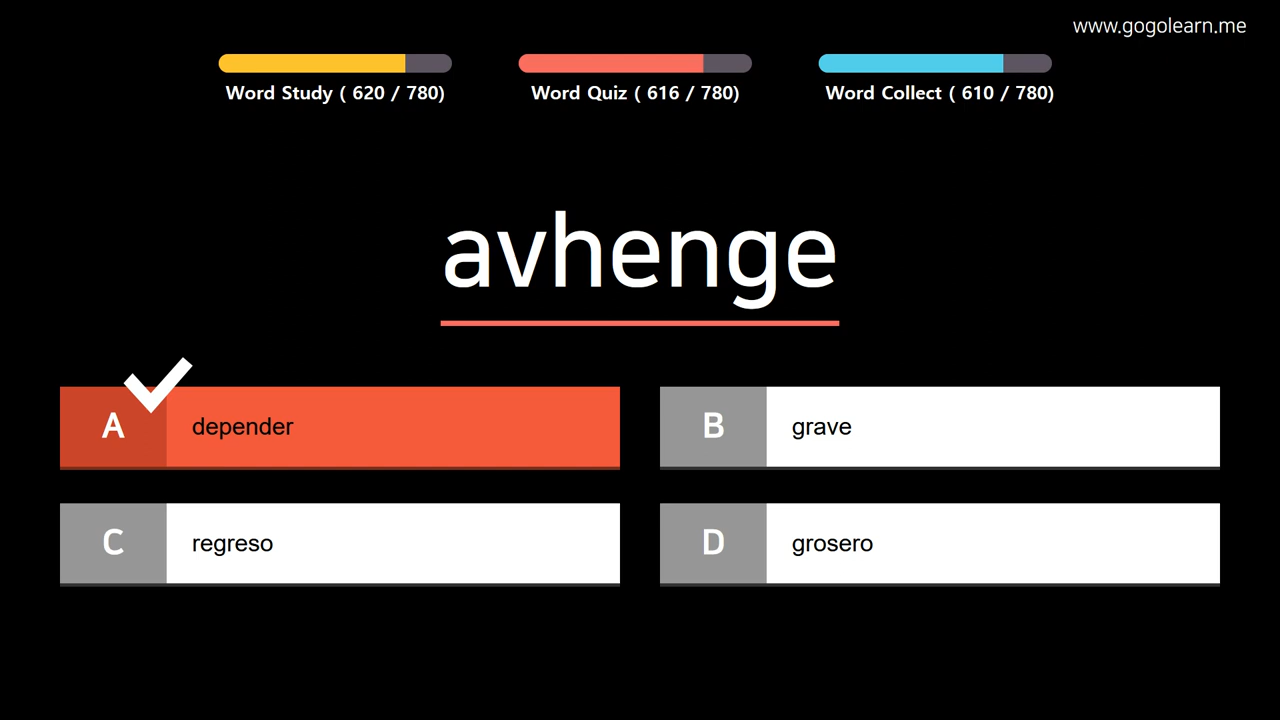 www.gogolearn.me
Word Study ( 620 / 780)
Word Quiz ( 616 / 780)
Word Collect ( 610 / 780)
avhenge
A depender
B grave
C regreso
D grosero